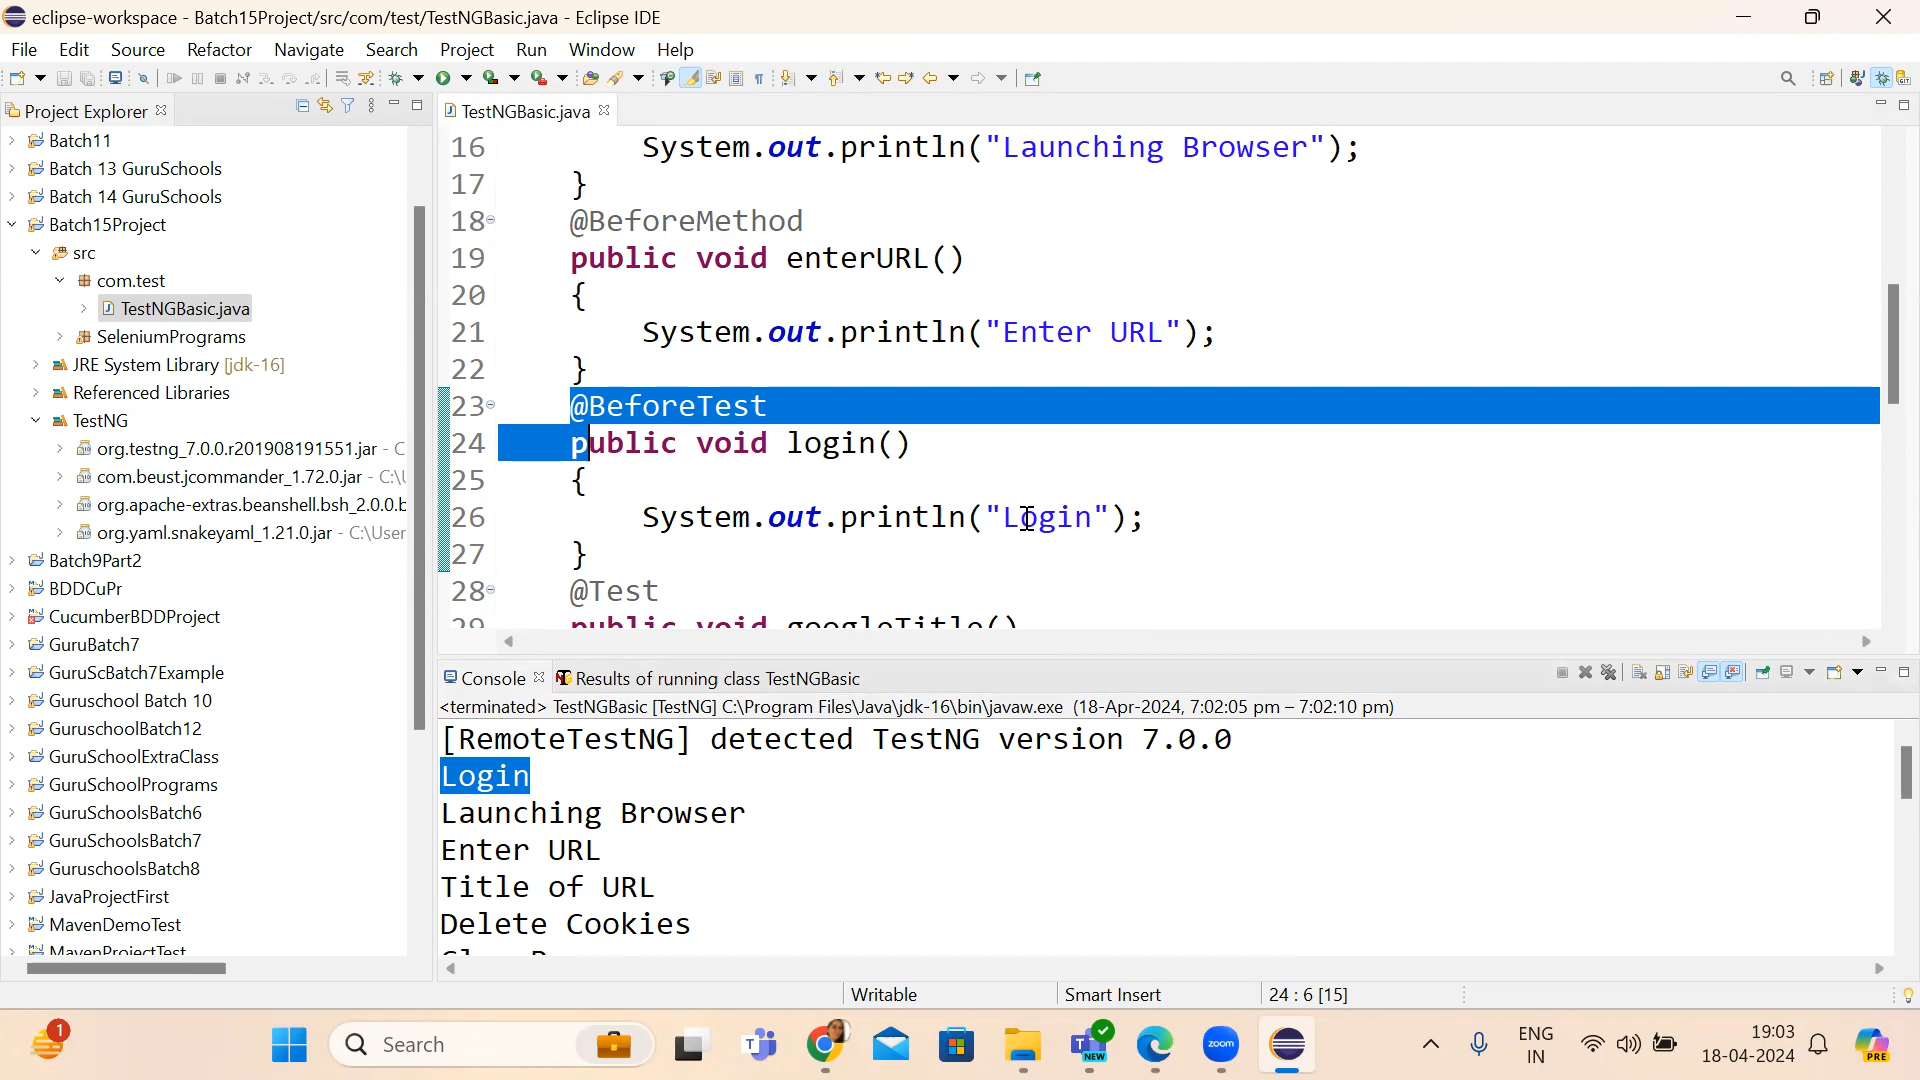 eclipse-workspace - Batch15Project/src/com/test/TestNGBasic.java - Eclipse IDE
File Edit Source Refactor Navigate Search Project Run Window Help
Project Explorer
Batch11
Batch 13 GuruSchools
Batch 14 GuruSchools
Batch15Project
src
com.test
TestNGBasic.java
SeleniumPrograms
JRE System Library [jdk-16]
Referenced Libraries
TestNG
org.testng_7.0.0.r201908191551.jar - C
com.beust.jcommander_1.72.0.jar - C:\U
org.apache-extras.beanshell.bsh_2.0.0.b
org.yaml.snakeyaml_1.21.0.jar - C:\User
Batch9Part2
BDDCuPr
CucumberBDDProject
GuruBatch7
GuruScBatch7Example
Guruschool Batch 10
GuruschoolBatch12
GuruSchoolExtraClass
GuruSchoolPrograms
GuruSchoolsBatch6
GuruSchoolsBatch7
GuruschoolsBatch8
JavaProjectFirst
MavenDemoTest
MavenProjectTest
TestNGBasic.java
16 System.out.println("Launching Browser");
17 }
18 @BeforeMethod
19 public void enterURL()
20 {
21 System.out.println("Enter URL");
22 }
23 @BeforeTest
24 public void login()
25 {
26 System.out.println("Login");
27 }
28 @Test
29 public void googleTitle()
Console Results of running class TestNGBasic
<terminated> TestNGBasic [TestNG] C:\Program Files\Java\jdk-16\bin\javaw.exe (18-Apr-2024, 7:02:05 pm – 7:02:10 pm)
[RemoteTestNG] detected TestNG version 7.0.0
Login
Launching Browser
Enter URL
Title of URL
Delete Cookies
Writable Smart Insert 24 : 6 [15]
1
Search
NEW
zoom
ENG
IN
19:03
18-04-2024
PRE